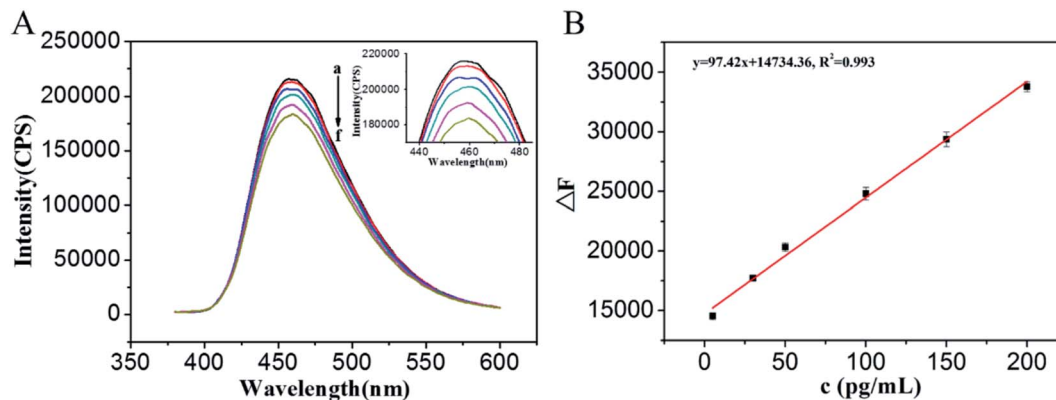 A
250000
200000
150000
100000
50000
0
Intensity(CPS)
350
400
450
500
550
600
Wavelength(nm)
a
f
220000
200000
180000
Intensity(CPS)
440
460
480
Wavelength(nm)
B
y=97.42x+14734.36, R²=0.993
35000
30000
25000
20000
15000
△F
0
50
100
150
200
c (pg/mL)